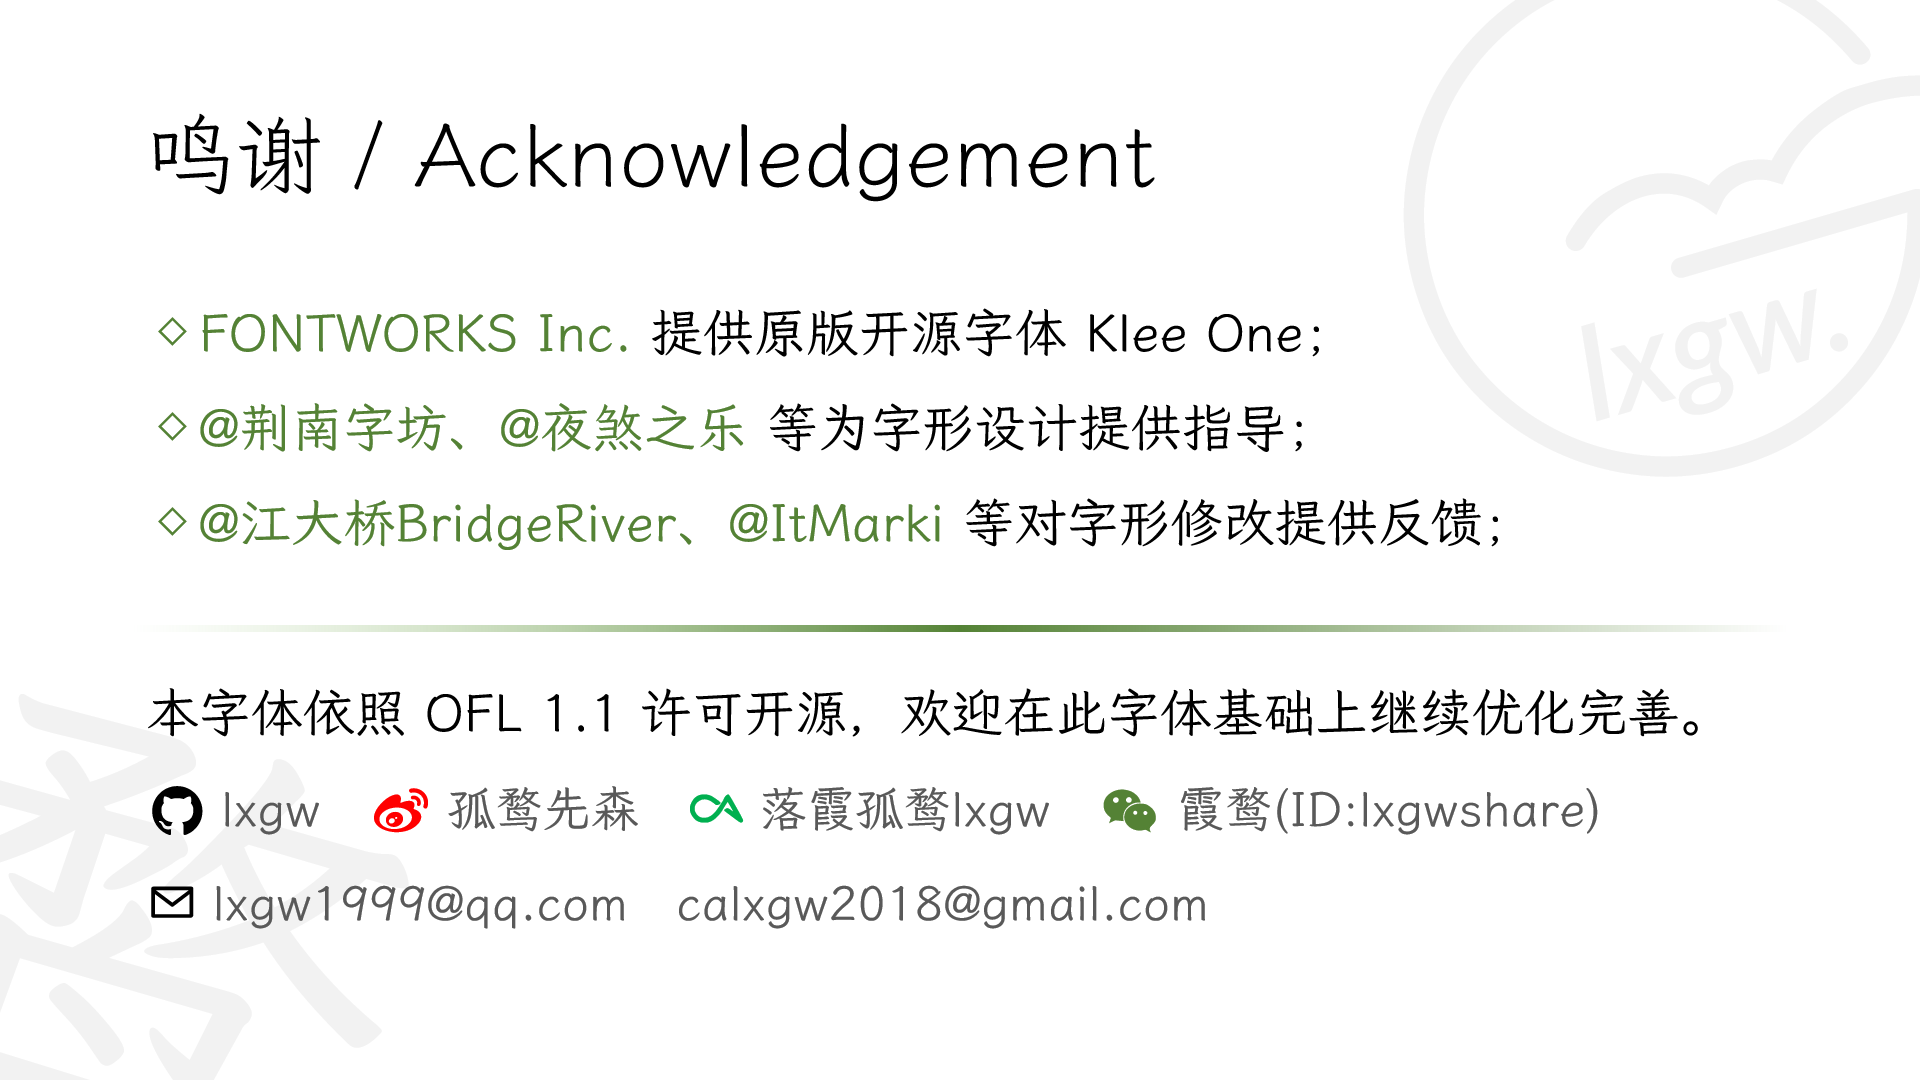 鸣谢 / Acknowledgement
lxgw.
◇FONTWORKS Inc. 提供原版开源字体 Klee One；
◇@荆南字坊、@夜煞之乐 等为字形设计提供指导；
◇@江大桥BridgeRiver、@ItMarki 等对字形修改提供反馈；
本字体依照 OFL 1.1 许可开源，欢迎在此字体基础上继续优化完善。
lxgw 孤鹜先森 落霞孤鹜lxgw 霞鹜(ID:lxgwshare)
lxgw1999@qq.com calxgw2018@gmail.com